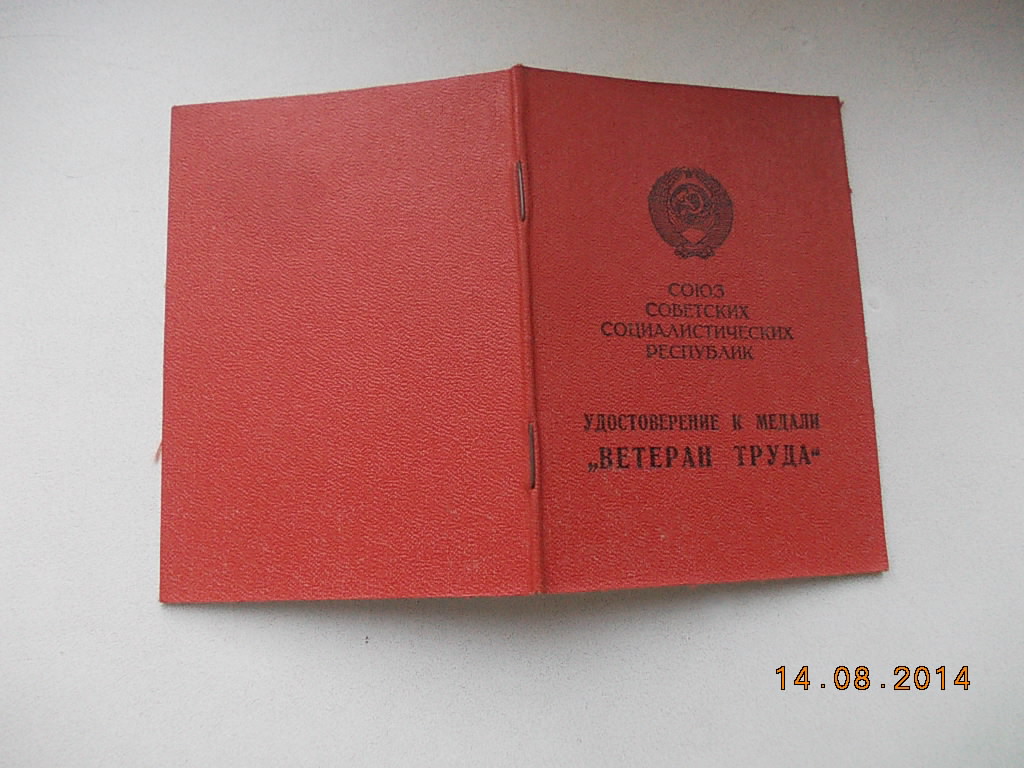 СОЮЗ
СОВЕТСКИХ
СОЦИАЛИСТИЧЕСКИХ
РЕСПУБЛИК
УДОСТОВЕРЕНИЕ К МЕДАЛИ
„ВЕТЕРАН ТРУДА“
14.08.2014